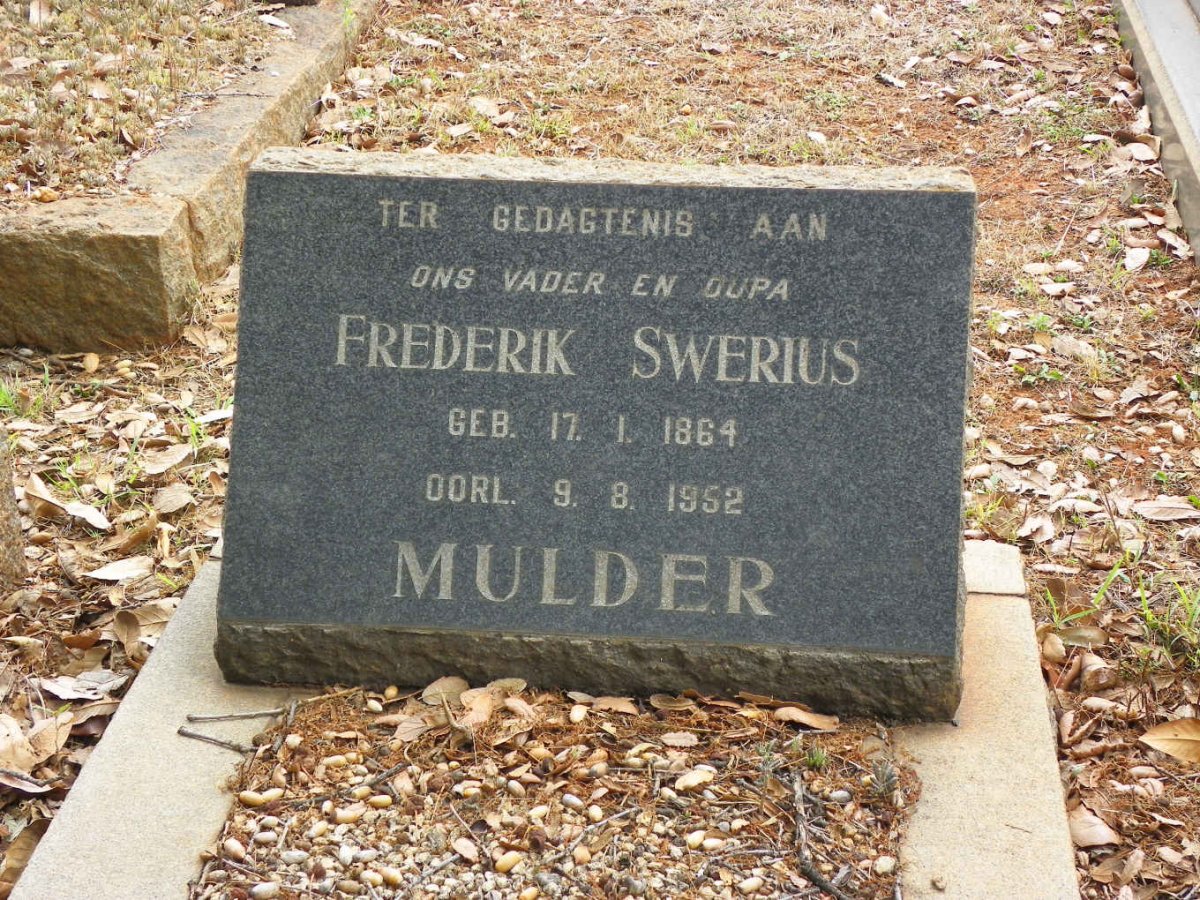 TER GEDAGTENIS AAN
ONS VADER EN OUPA
FREDERIK SWERIUS
GEB. 17. 1. 1864
OORL. 9. 8. 1952
MULDER